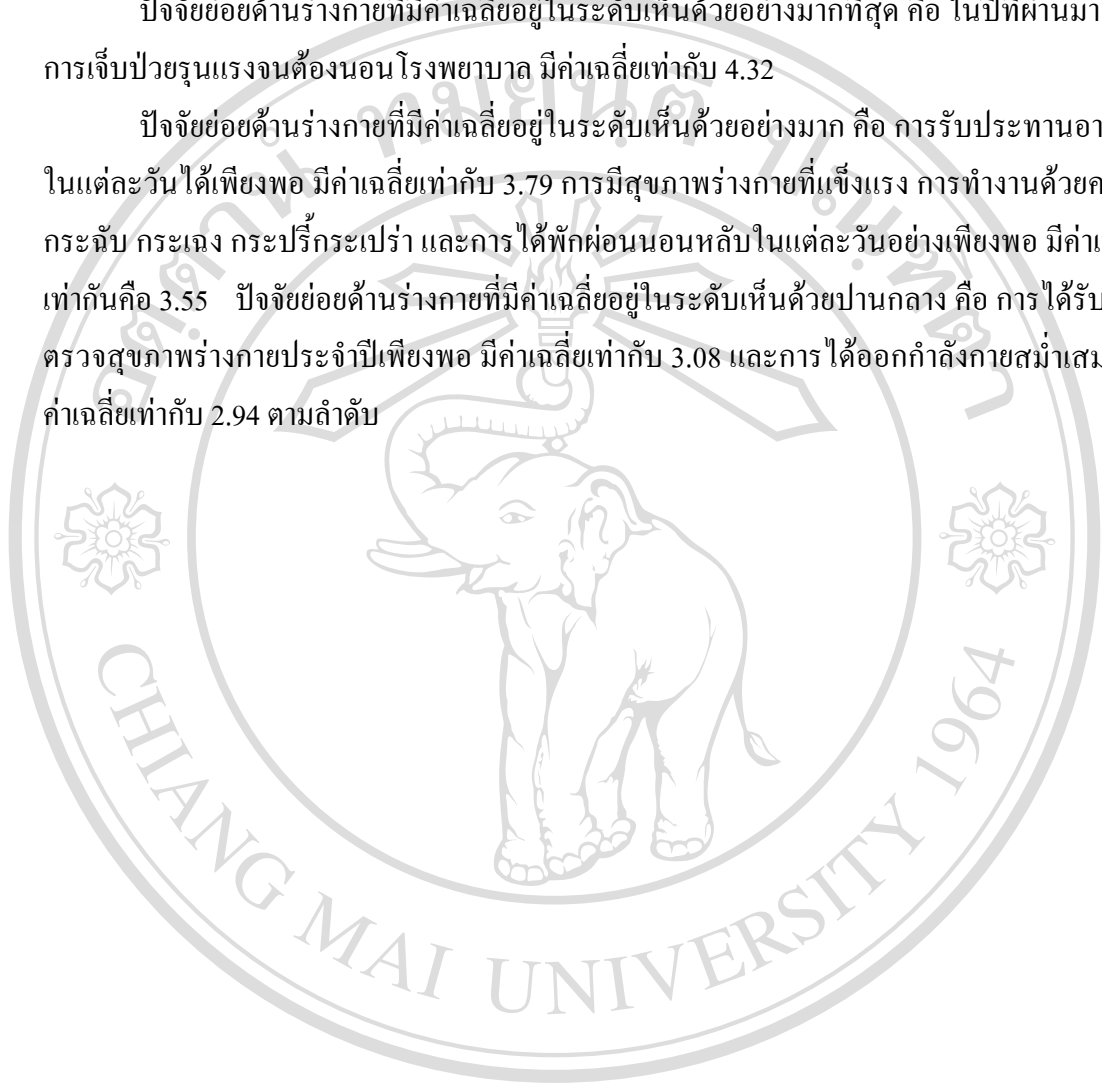 ปัจจัยย่อยด้านร่างกายที่มีค่าเฉลี่ยอยู่ในระดับเห็นด้วยอย่างมากที่สุด คือ ในปีที่ผ่านมา
การเจ็บป่วยรุนแรงจนต้องนอนโรงพยาบาล มีค่าเฉลี่ยเท่ากับ 4.32
ปัจจัยย่อยด้านร่างกายที่มีค่าเฉลี่ยอยู่ในระดับเห็นด้วยอย่างมาก คือ การรับประทานอา
ในแต่ละวันได้เพียงพอ มีค่าเฉลี่ยเท่ากับ 3.79 การมีสุขภาพร่างกายที่แข็งแรง การทำงานด้วยค
กระฉับ กระเฉง กระปรี้กระเปร่า และการได้พักผ่อนนอนหลับในแต่ละวันอย่างเพียงพอ มีค่าเ
เท่ากันคือ 3.55 ปัจจัยย่อยด้านร่างกายที่มีค่าเฉลี่ยอยู่ในระดับเห็นด้วยปานกลาง คือ การได้รับ
ตรวจสุขภาพร่างกายประจำปีเพียงพอ มีค่าเฉลี่ยเท่ากับ 3.08 และการได้ออกกำลังกายสม่ำเสม
ค่าเฉลี่ยเท่ากับ 2.94 ตามลำดับ
อตฺตานํ ทมยนฺติ ปณฺฑิตา
CHIANG MAI UNIVERSITY 1964